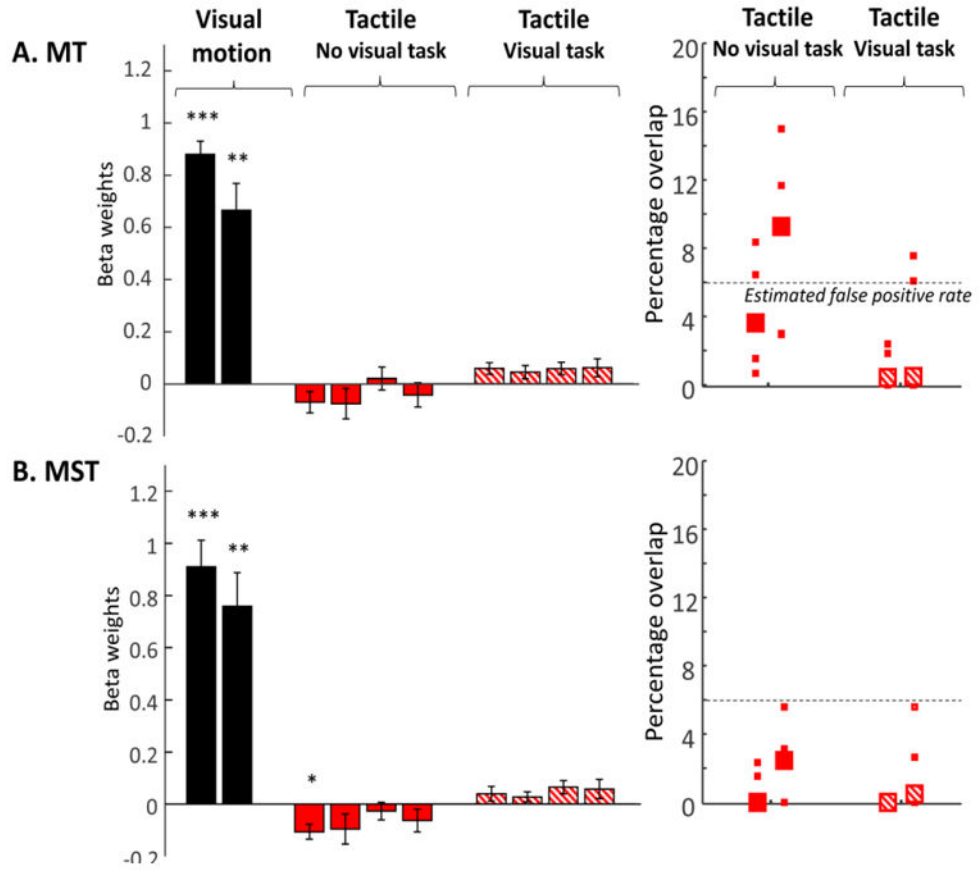 Visual motion
Tactile
No visual task
Tactile
Visual task
Tactile
No visual task
Tactile
Visual task
A. MT
Beta weights
1.2
1
0.8
0.6
0.4
0.2
0
-0.2
***
**
Percentage overlap
20
16
12
8
4
0
Estimated false positive rate
B. MST
Beta weights
1.2
1
0.8
0.6
0.4
0.2
0
-0.2
***
**
*
Percentage overlap
20
16
12
8
4
0